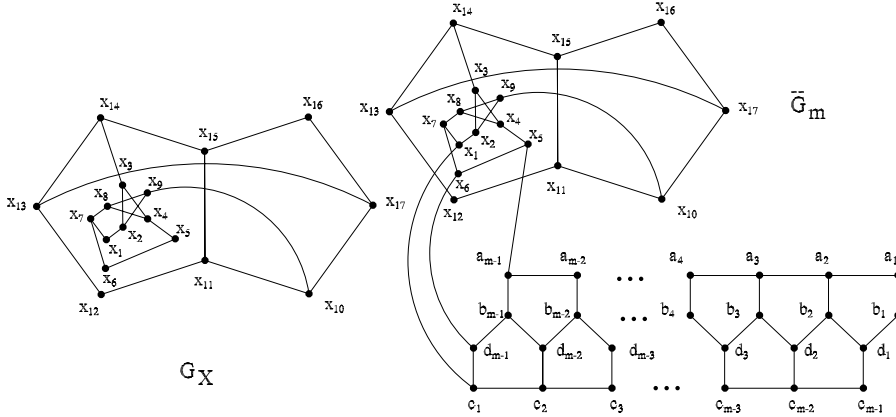 x14 x16
x15
x3 x9
x13 x8 x17
x7 x4
x2 x5
x1
x6
x12 x11 x10
G̈m
x14 x16
x15
x3
x13 x9 x17
x8
x7 x4
x1 x2 x5
x6
x12 x11 x10
am-1 am-2 ... a4 a3 a2 a1
bm-1 bm-2 ... b4 b3 b2 b1
dm-1 dm-2 dm-3 d3 d2 d1
c1 c2 c3 ... cm-3 cm-2 cm-1
GX